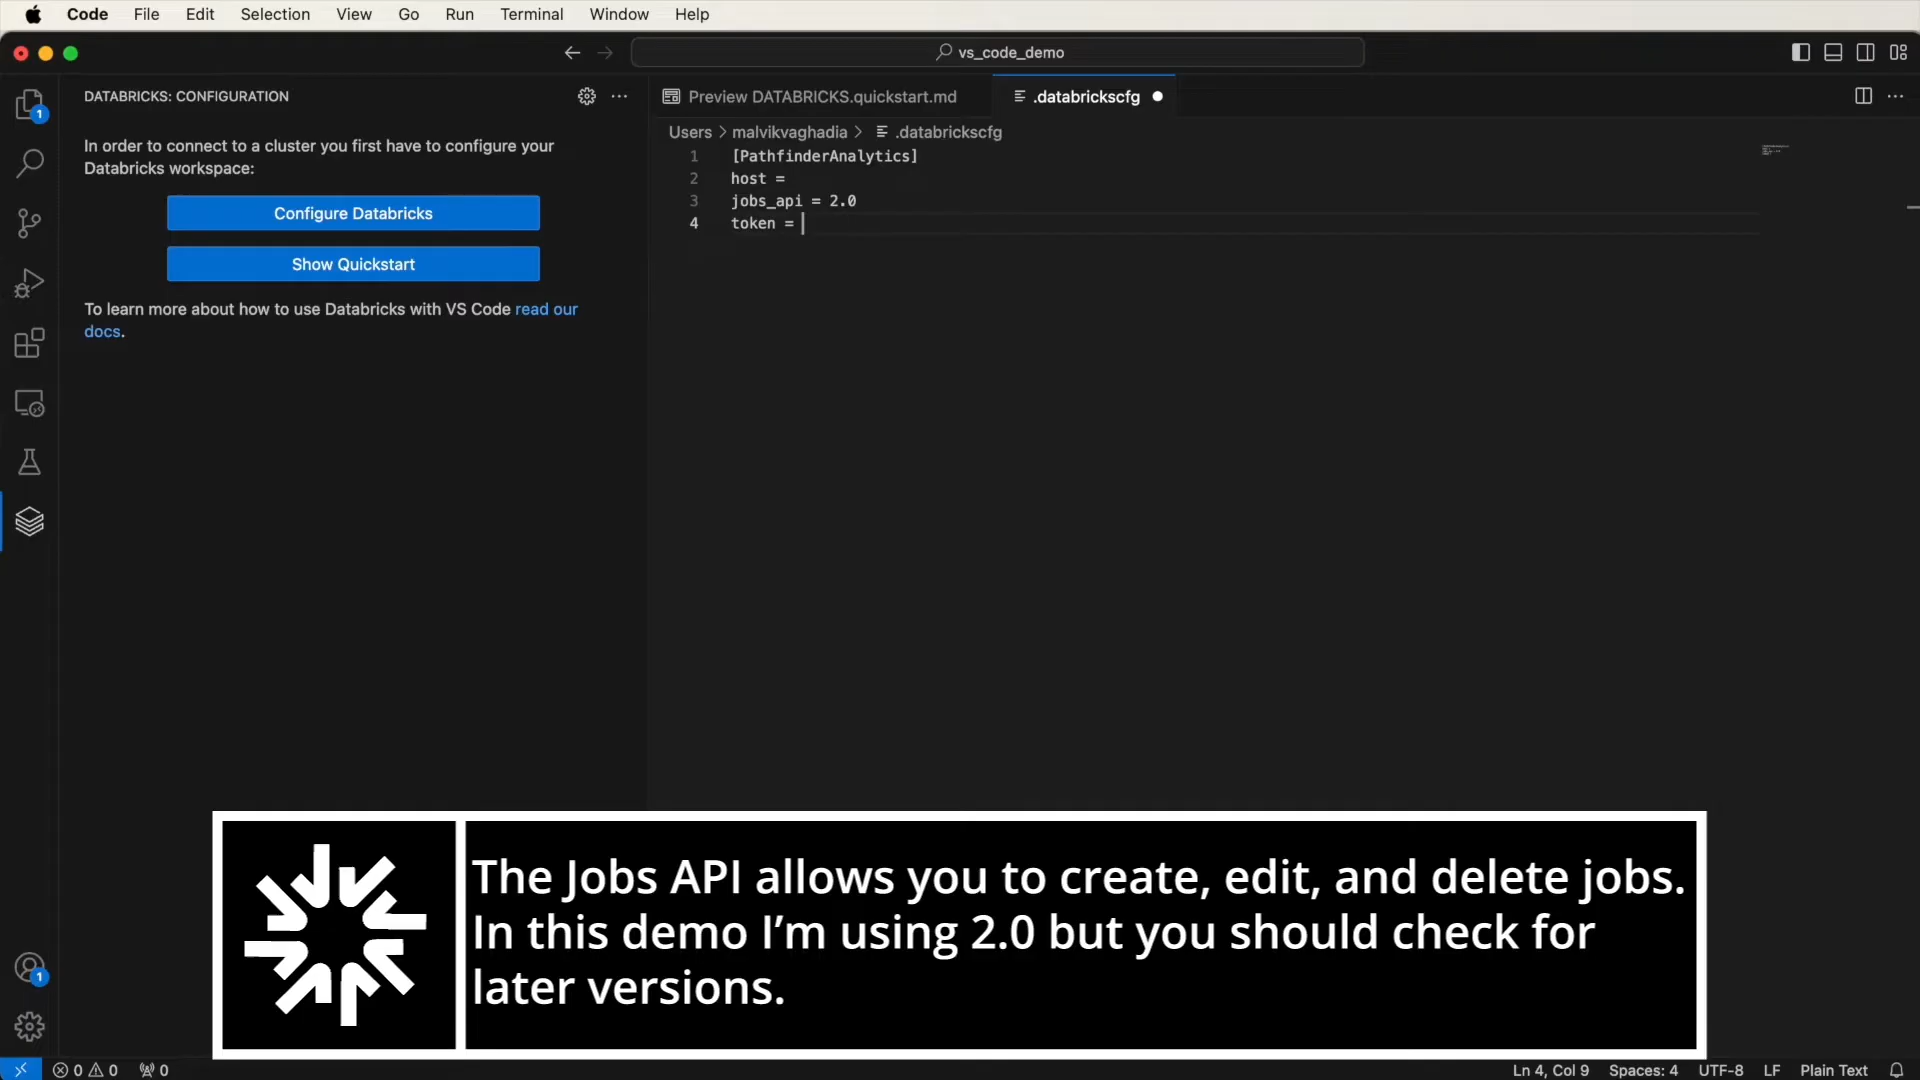 Code File Edit Selection View Go Run Terminal Window Help
vs_code_demo
DATABRICKS: CONFIGURATION
In order to connect to a cluster you first have to configure your
Databricks workspace:
Configure Databricks
Show Quickstart
To learn more about how to use Databricks with VS Code read our
docs.
Preview DATABRICKS.quickstart.md
.databrickscfg
Users > malvikvaghadia > .databrickscfg
1 [PathfinderAnalytics]
2 host =
3 jobs_api = 2.0
4 token =
1
1
The Jobs API allows you to create, edit, and delete jobs.
In this demo I’m using 2.0 but you should check for
later versions.
0 0 0
Ln 4, Col 9 Spaces: 4 UTF-8 LF Plain Text